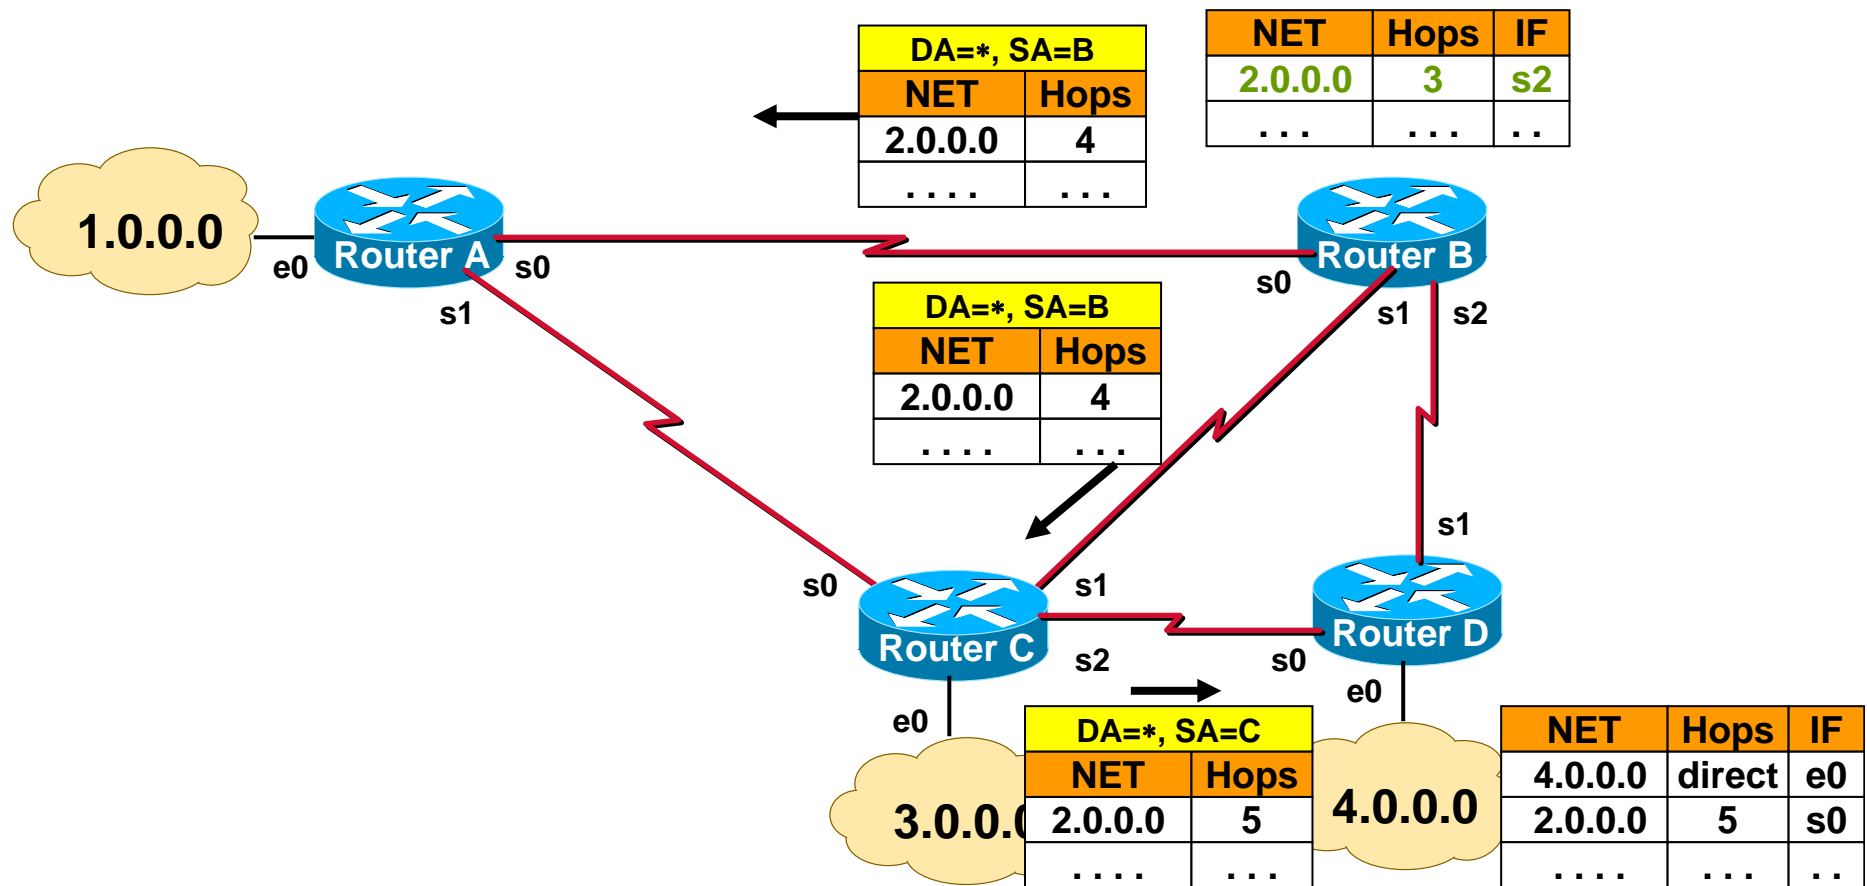 DA=*, SA=B
NET Hops
2.0.0.0 4
. . . . . . .
NET Hops IF
2.0.0.0 3 s2
. . . . . . . .
1.0.0.0
e0
Router A
s0
s1
Router B
s0
s1
s2
DA=*, SA=B
NET Hops
2.0.0.0 4
. . . . . . .
s0
Router C
s1
s2
e0
s1
s0
Router D
e0
3.0.0.0
DA=*, SA=C
NET Hops
2.0.0.0 5
. . . . . . .
4.0.0.0
NET Hops IF
4.0.0.0 direct e0
2.0.0.0 5 s0
. . . . . . . . .